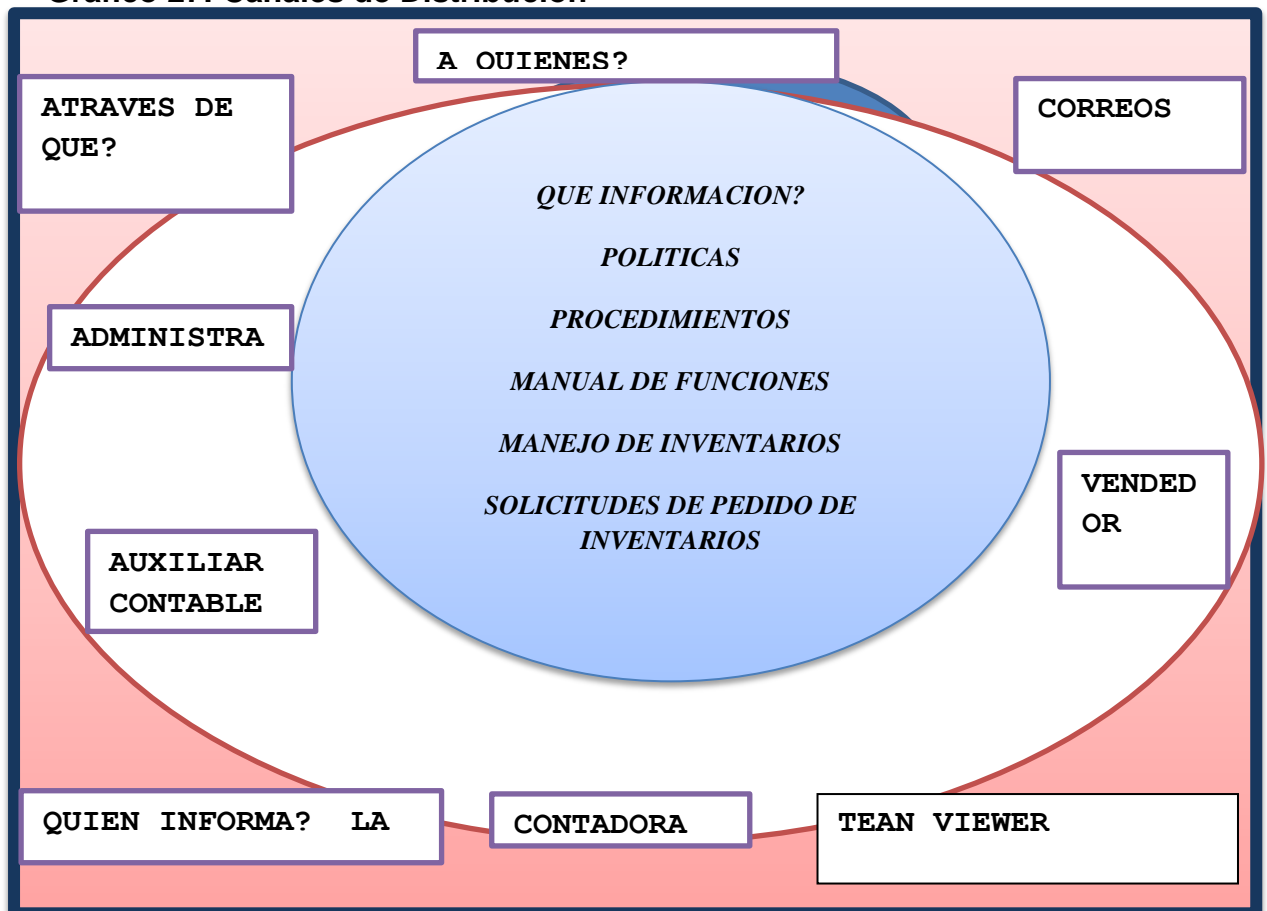 A QUIENES?
ATRAVES DE
QUE?
CORREOS
QUE INFORMACION?
POLITICAS
PROCEDIMIENTOS
ADMINISTRA
MANUAL DE FUNCIONES
MANEJO DE INVENTARIOS
SOLICITUDES DE PEDIDO DE
INVENTARIOS
VENDED
OR
AUXILIAR
CONTABLE
QUIEN INFORMA? LA
CONTADORA
TEAN VIEWER